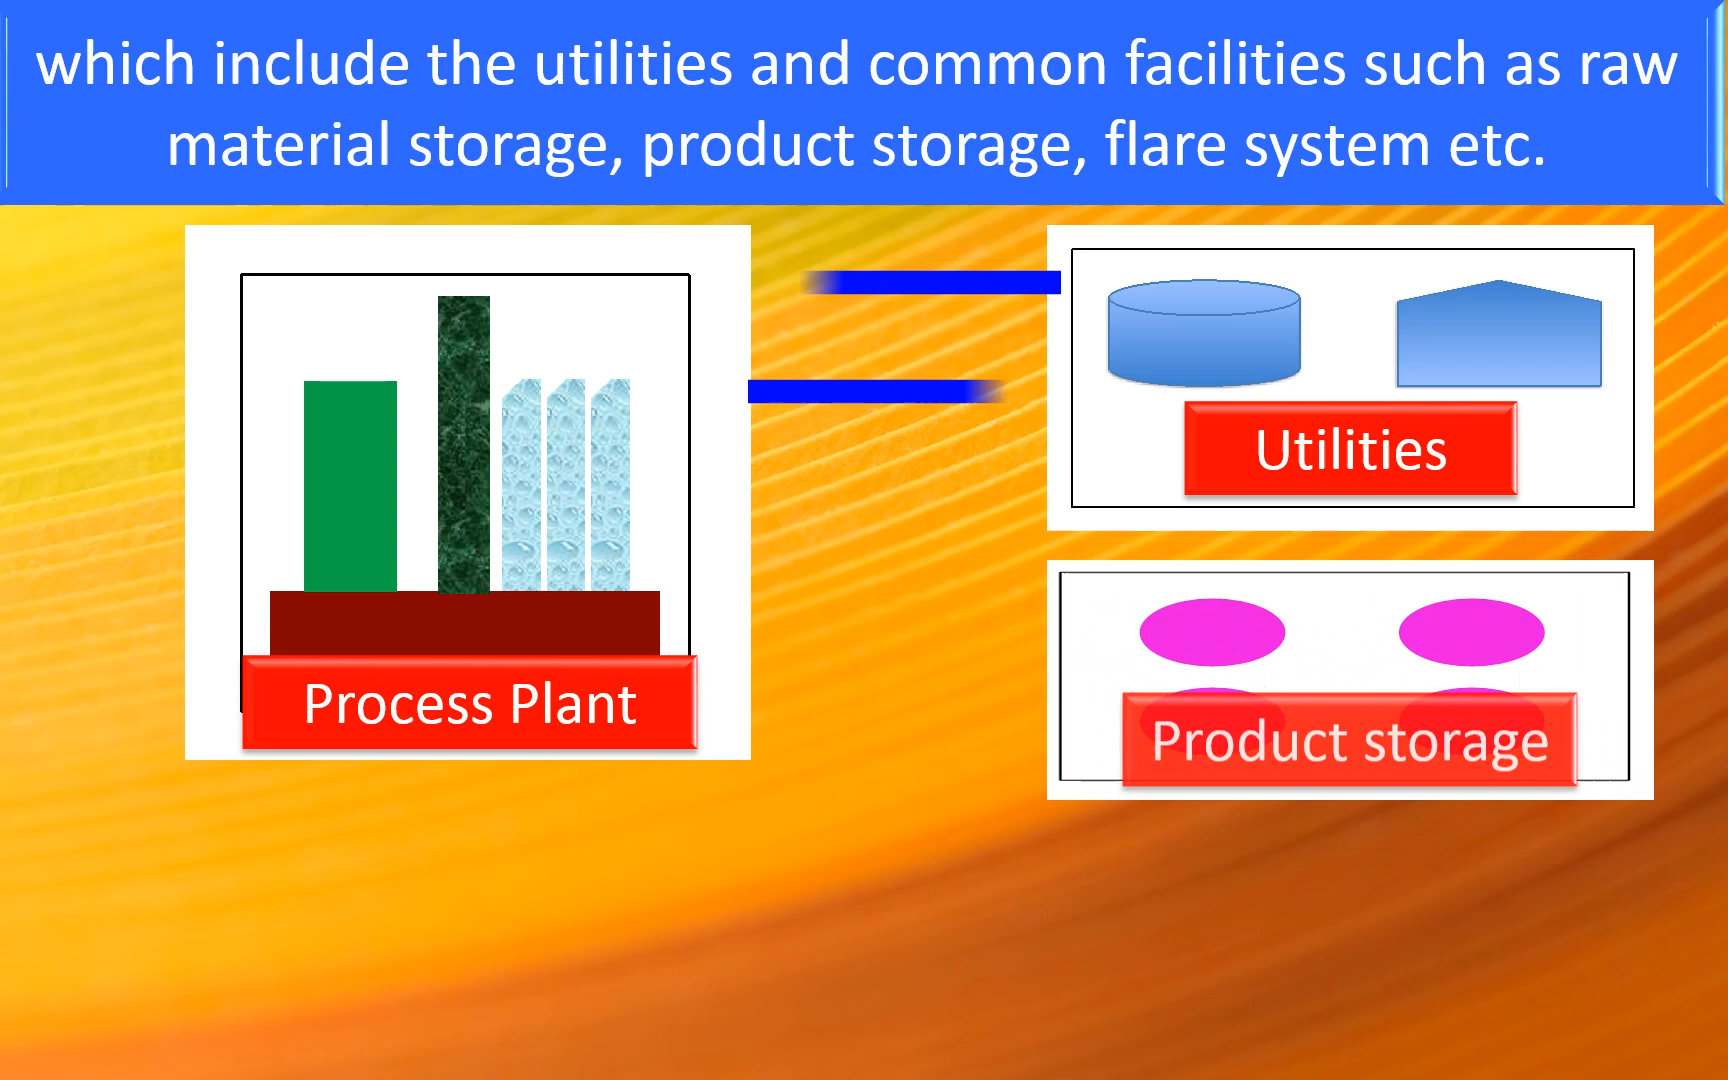 which include the utilities and common facilities such as raw
material storage, product storage, flare system etc.
Utilities
Process Plant
Product storage